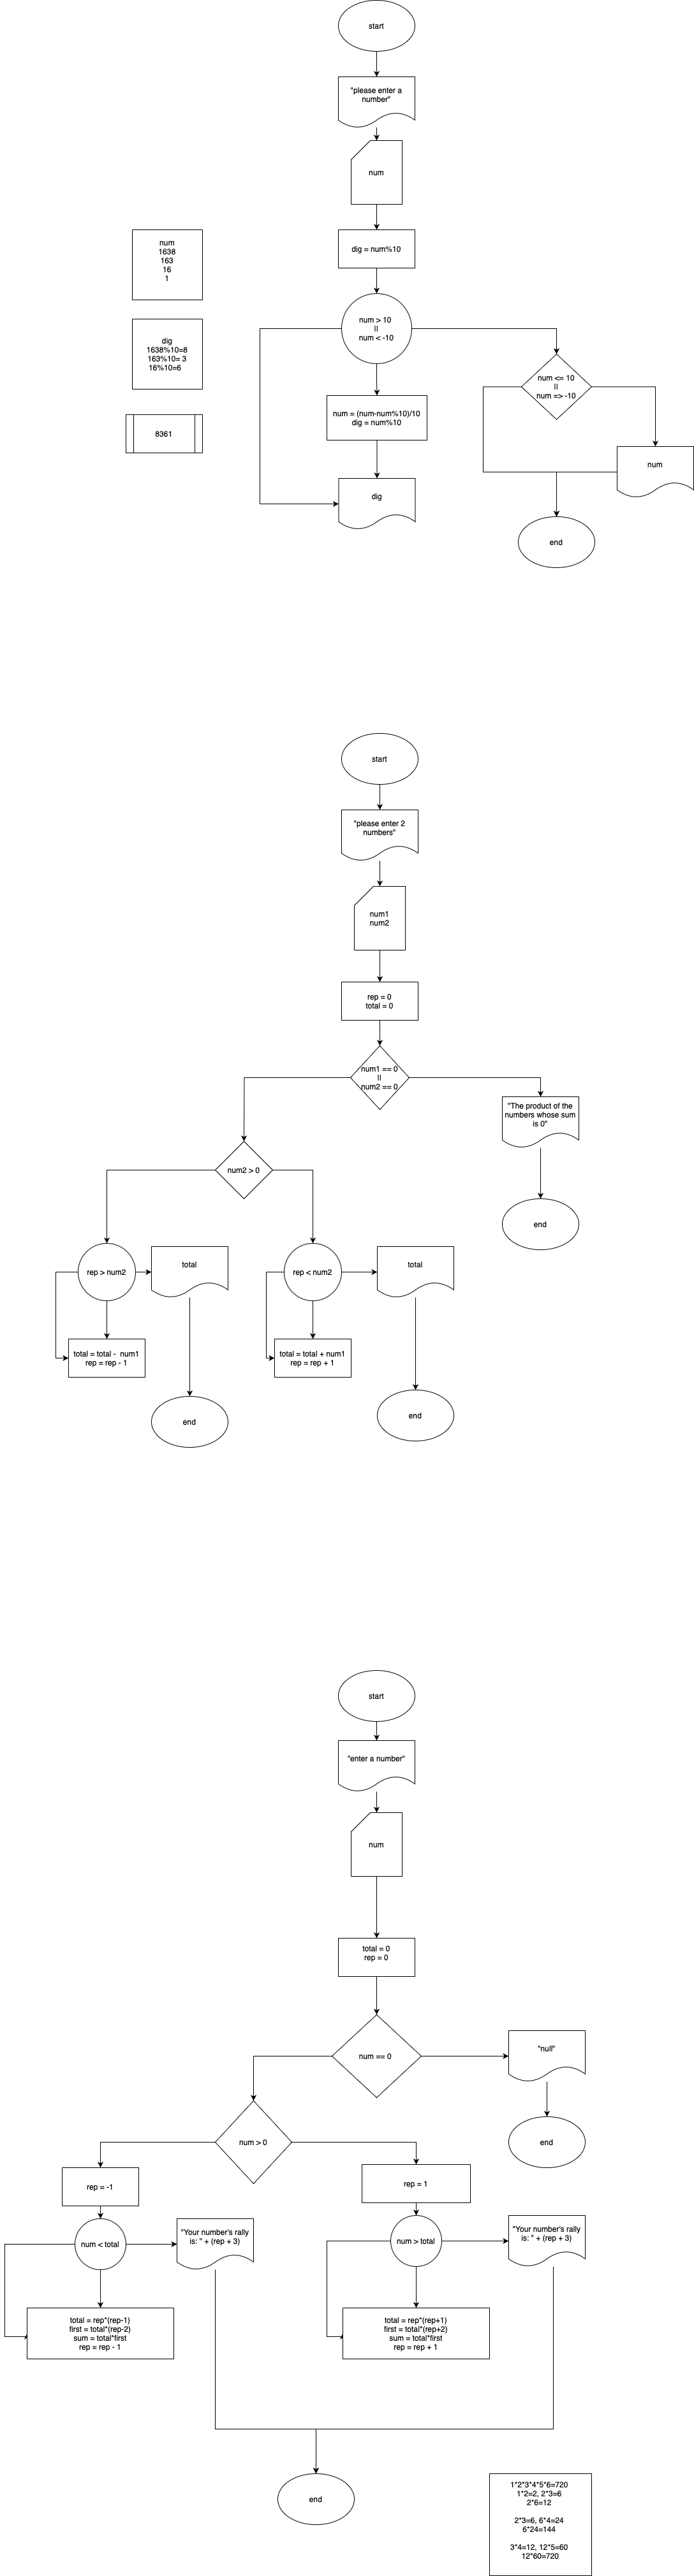 start
"please enter a
number"
num
dig = num%10
num
1638
163
16
1
num > 10
||
num < -10
dig
1638%10=8
163%10= 3
16%10=6
num <= 10
||
num => -10
num = (num-num%10)/10
dig = num%10
8361
num
dig
end
start
"please enter 2
numbers"
num1
num2
rep = 0
total = 0
num1 == 0
||
num2 == 0
"The product of the
numbers whose sum
is 0"
num2 > 0
end
rep > num2
total
rep < num2
total
total = total -  num1
rep = rep - 1
total = total + num1
rep = rep + 1
end
end
start
"enter a number"
num
total = 0
rep = 0
num == 0
"null"
num > 0
end
rep = -1
rep = 1
num < total
"Your number's rally
is: " + (rep + 3)
num > total
"Your number's rally
is: " + (rep + 3)
total = rep*(rep-1)
first = total*(rep-2)
sum = total*first
rep = rep - 1
total = rep*(rep+1)
first = total*(rep+2)
sum = total*first
rep = rep + 1
end
1*2*3*4*5*6=720
1*2=2, 2*3=6
2*6=12
2*3=6, 6*4=24
6*24=144
3*4=12, 12*5=60
12*60=720